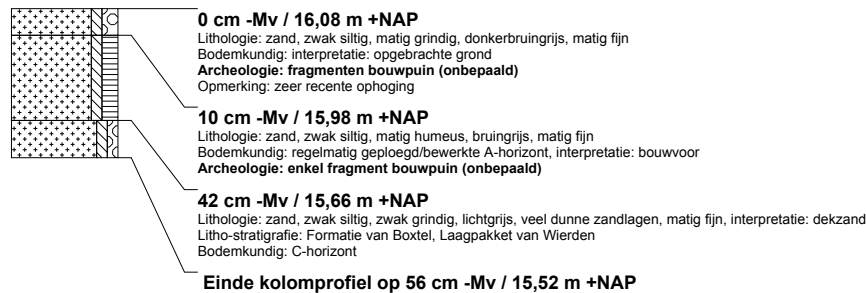 0 cm -Mv / 16,08 m +NAP
Lithologie: zand, zwak siltig, matig grindig, donkerbruingrijs, matig fijn
Bodemkundig: interpretatie: opgebrachte grond
Archeologie: fragmenten bouwpuin (onbepaald)
Opmerking: zeer recente ophoging
10 cm -Mv / 15,98 m +NAP
Lithologie: zand, zwak siltig, matig humeus, bruingrijs, matig fijn
Bodemkundig: regelmatig geploegd/bewerkte A-horizont, interpretatie: bouwvoor
Archeologie: enkel fragment bouwpuin (onbepaald)
42 cm -Mv / 15,66 m +NAP
Lithologie: zand, zwak siltig, zwak grindig, lichtgrijs, veel dunne zandlagen, matig fijn, interpretatie: dekzand
Litho-stratigrafie: Formatie van Boxtel, Laagpakket van Wierden
Bodemkundig: C-horizont
Einde kolomprofiel op 56 cm -Mv / 15,52 m +NAP